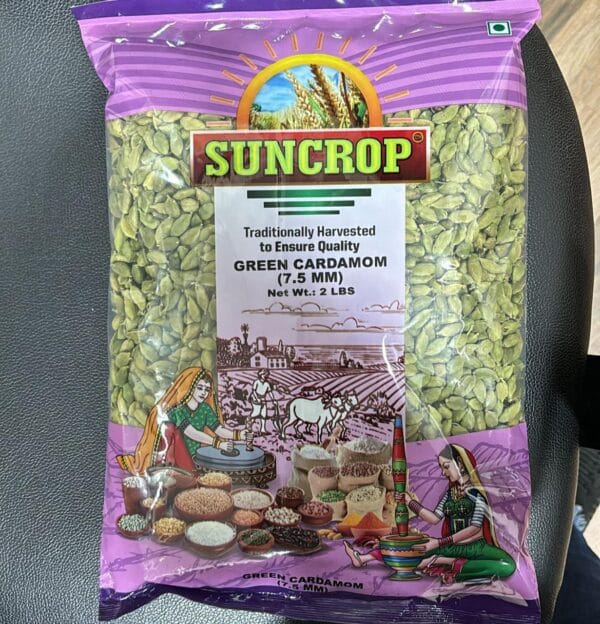 SUNCROP
Traditionally Harvested
to Ensure Quality
GREEN CARDAMOM
(7.5 MM)
Net Wt.: 2 LBS
GREEN CARDAMOM
(7.5 MM)